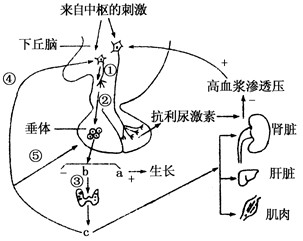 来自中枢的刺激
下丘脑
④
①
②
+
高血浆渗透压
−
垂体
抗利尿激素
肾脏
⑤
− b a + 生长
③
肝脏
c
肌肉